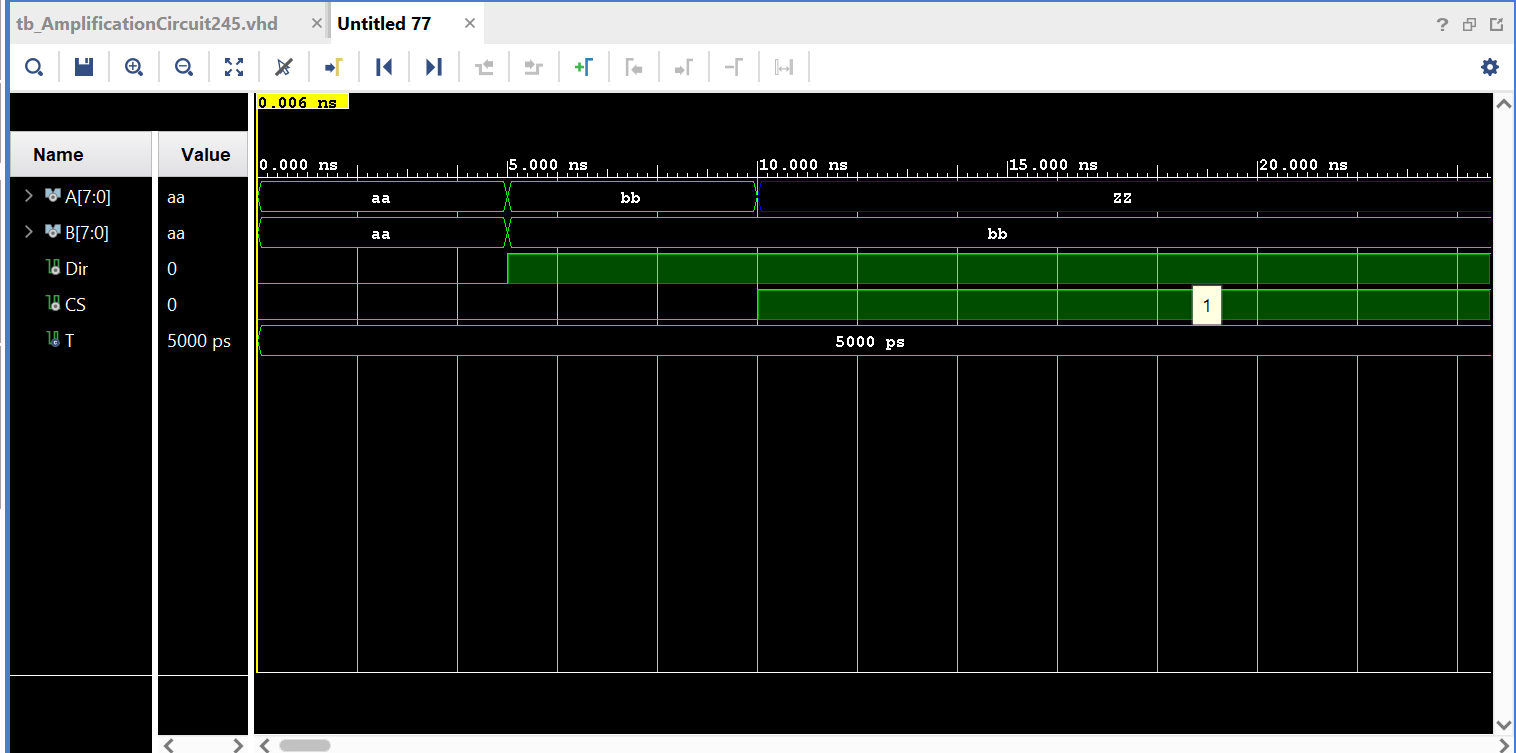 tb_AmplificationCircuit245.vhd × Untitled 77 × ?
0.006 ns
Name Value 0.000 ns 5.000 ns 10.000 ns 15.000 ns 20.000 ns
A[7:0] aa aa bb zz
B[7:0] aa aa bb
Dir 0
CS 0 1
T 5000 ps 5000 ps